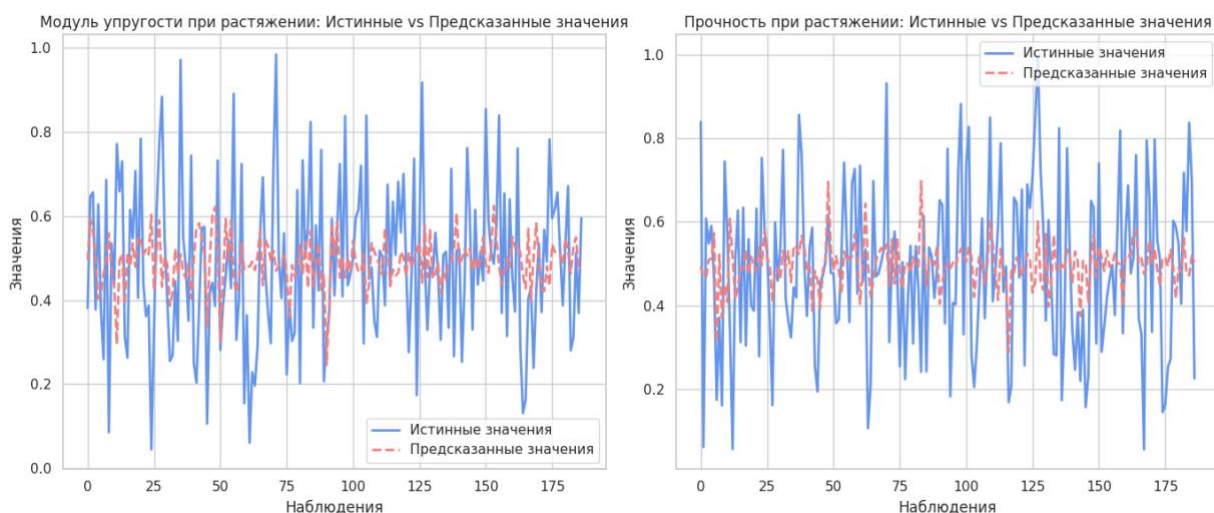 Модуль упругости при растяжении: Истинные vs Предсказанные значения
1.0
0.8
0.6
0.4
0.2
0.0
Значения
0 25 50 75 100 125 150 175
Наблюдения
Истинные значения
Предсказанные значения
Прочность при растяжении: Истинные vs Предсказанные значения
Истинные значения
Предсказанные значения
1.0
0.8
0.6
0.4
0.2
Значения
0 25 50 75 100 125 150 175
Наблюдения